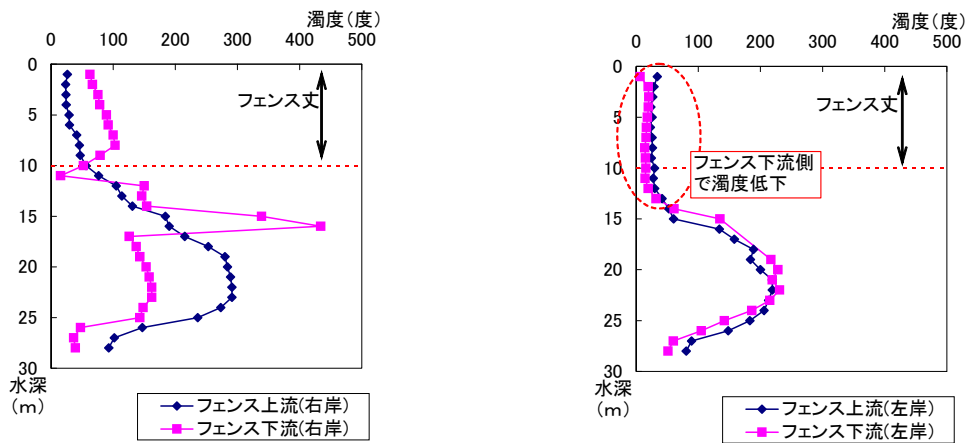 濁度(度)
0 100 200 300 400 500
0
5
10
15
20
25
30
フェンス丈
水深
(m)
フェンス上流(右岸)
フェンス下流(右岸)
濁度(度)
0 100 200 300 400 500
0
5
10
15
20
25
30
フェンス丈
フェンス下流側
で濁度低下
水深
(m)
フェンス上流(左岸)
フェンス下流(左岸)